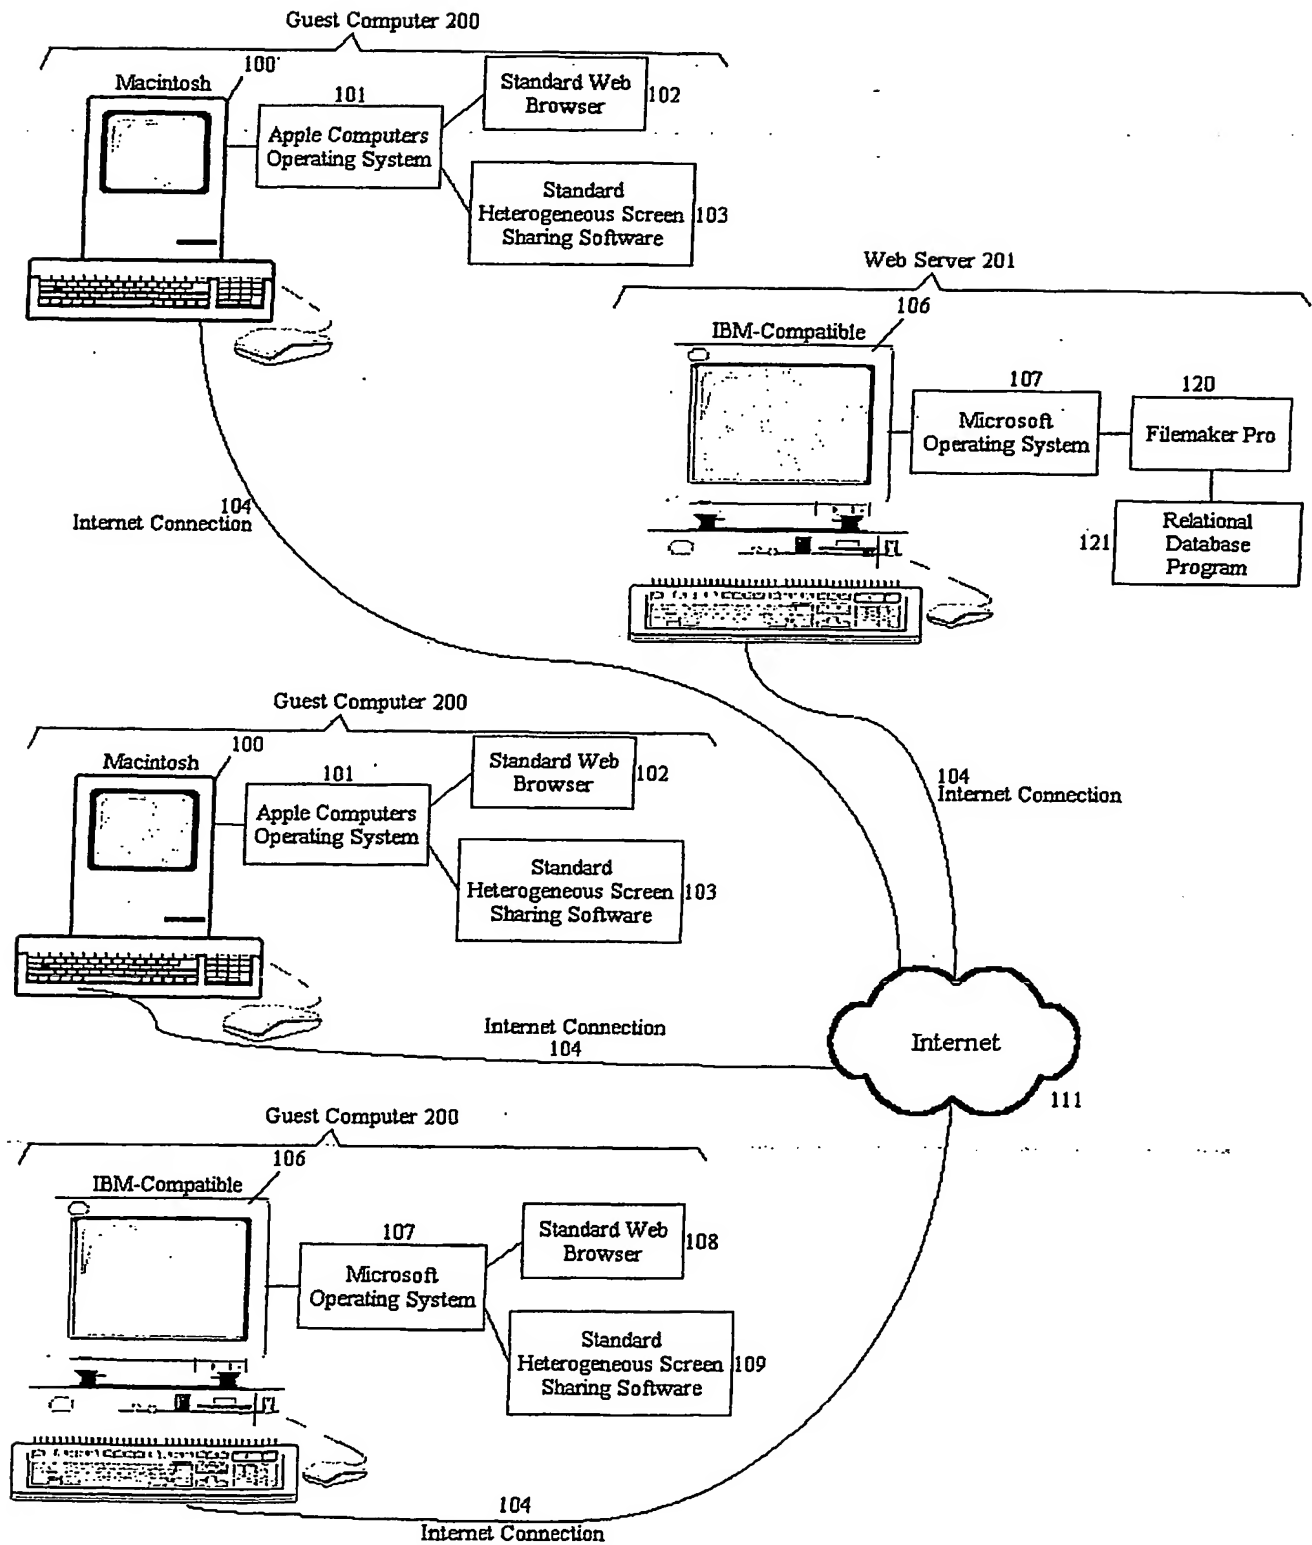 Guest Computer 200
Macintosh
100
101
Apple Computers
Operating System
Standard Web
Browser
102
Standard
Heterogeneous Screen
Sharing Software
103
Web Server 201
IBM-Compatible
106
107
Microsoft
Operating System
120
Filemaker Pro
121
Relational
Database
Program
104
Internet Connection
104
Internet Connection
Guest Computer 200
Macintosh
100
101
Apple Computers
Operating System
Standard Web
Browser
102
Standard
Heterogeneous Screen
Sharing Software
103
Internet Connection
104
Internet
111
Guest Computer 200
IBM-Compatible
106
107
Microsoft
Operating System
Standard Web
Browser
108
Standard
Heterogeneous Screen
Sharing Software
109
104
Internet Connection